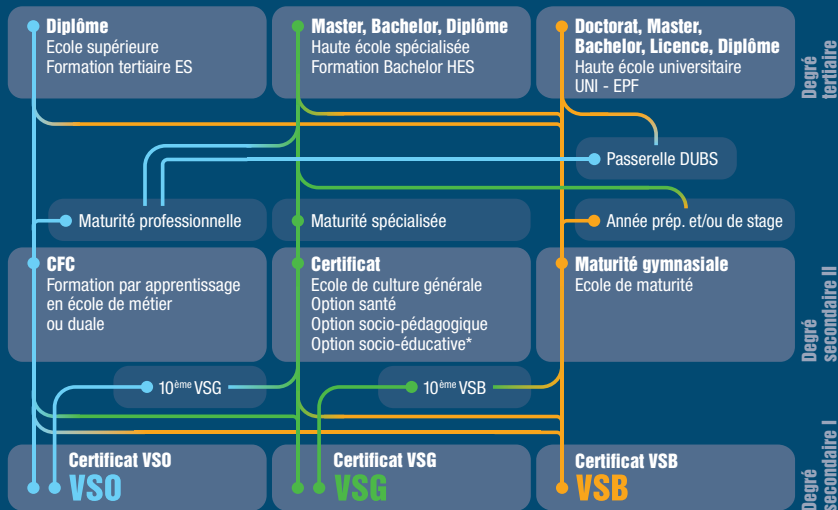 Diplôme
Ecole supérieure
Formation tertiaire ES
Master, Bachelor, Diplôme
Haute école spécialisée
Formation Bachelor HES
Doctorat, Master,
Bachelor, Licence, Diplôme
Haute école universitaire
UNI - EPF
Degré
tertiaire
Passerelle DUBS
Maturité professionnelle
Maturité spécialisée
Année prép. et/ou de stage
CFC
Formation par apprentissage
en école de métier
ou duale
Certificat
Ecole de culture générale
Option santé
Option socio-pédagogique
Option socio-éducative*
Maturité gymnasiale
Ecole de maturité
Degré
secondaire II
10ème VSG
10ème VSB
Certificat VSO
VSO
Certificat VSG
VSG
Certificat VSB
VSB
Degré
secondaire I